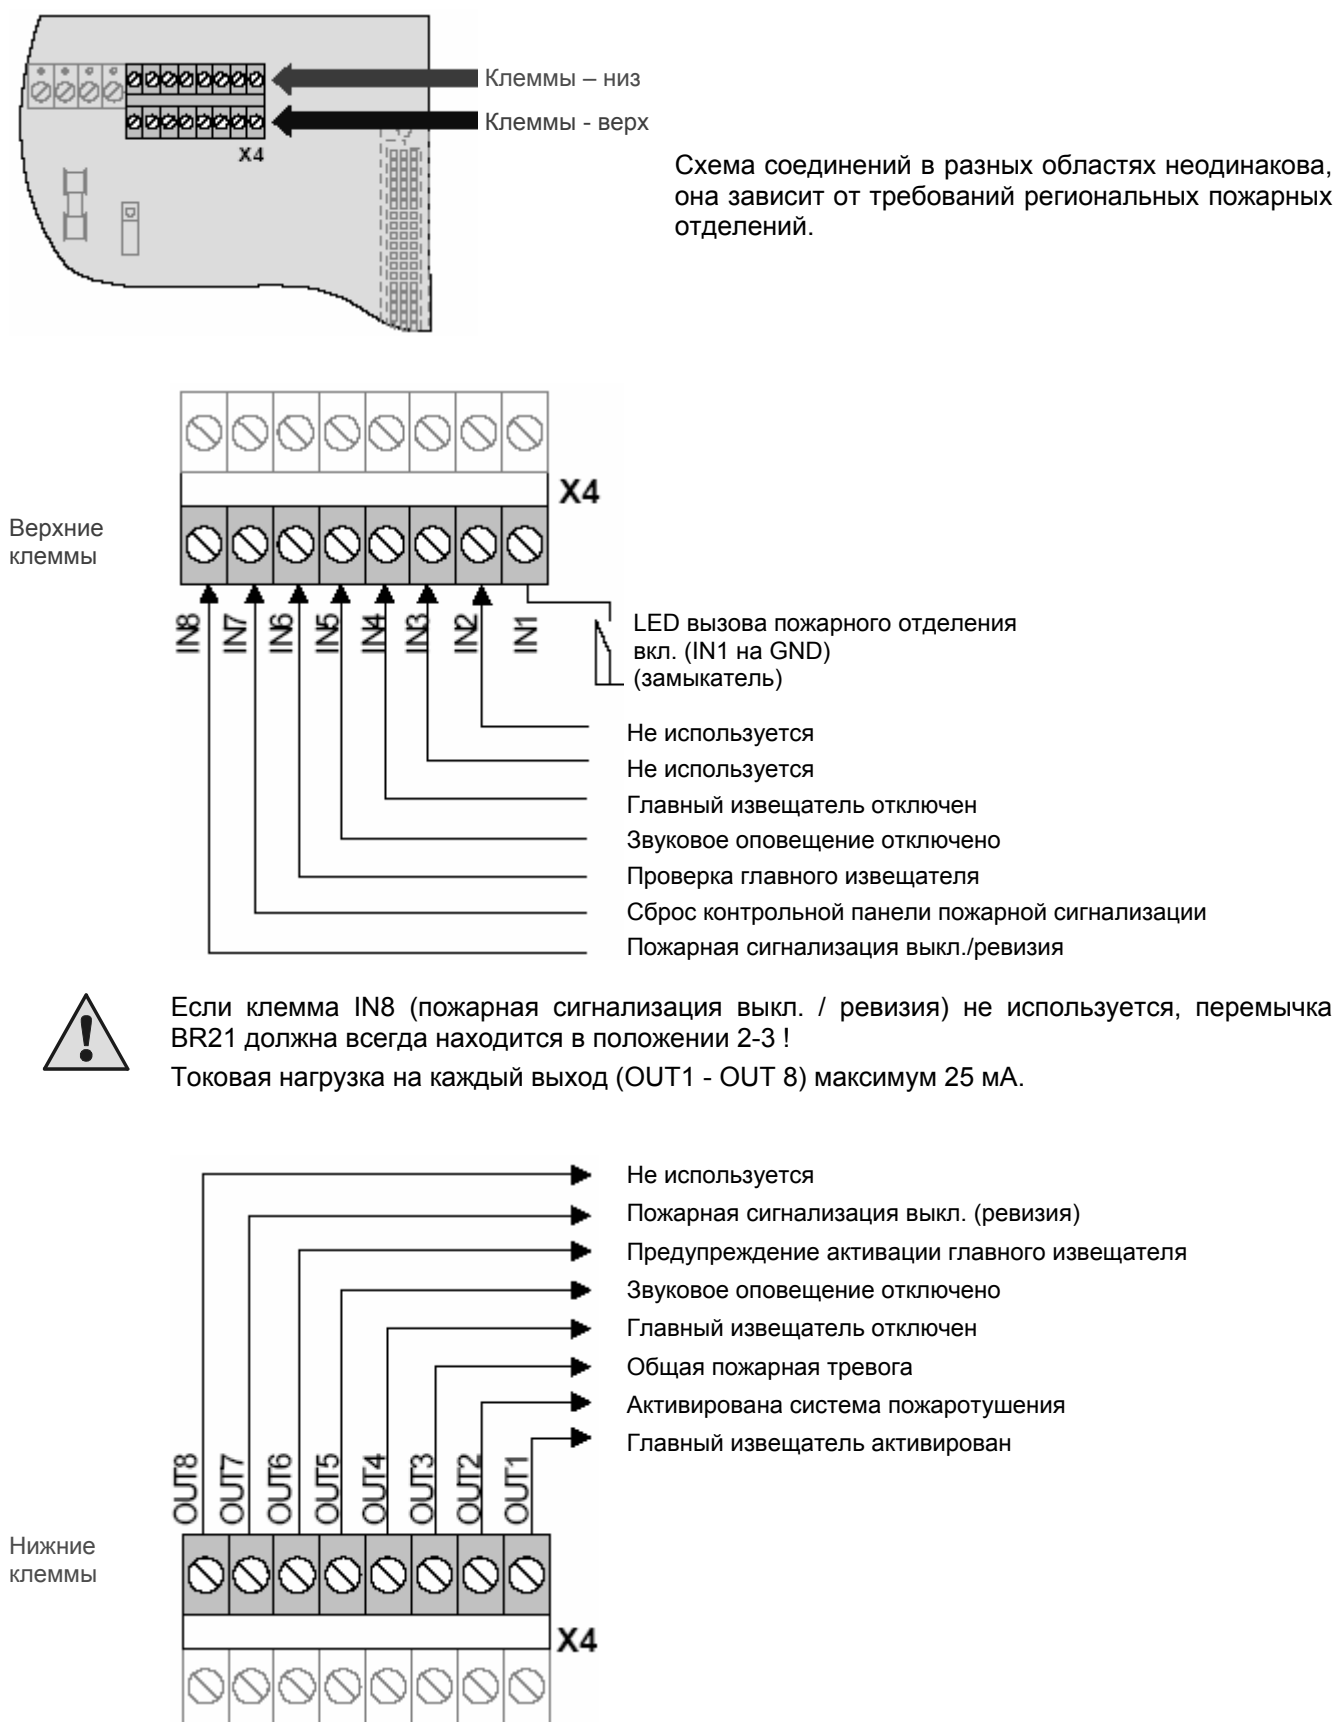 Клеммы – низ
Клеммы - верх
X4
Схема соединений в разных областях неодинакова,
она зависит от требований региональных пожарных
отделений.
X4
Верхние
клеммы
IN8 IN7 IN6 IN5 IN4 IN3 IN2 IN1
LED вызова пожарного отделения
вкл. (IN1 на GND)
(замыкатель)
Не используется
Не используется
Главный извещатель отключен
Звуковое оповещение отключено
Проверка главного извещателя
Сброс контрольной панели пожарной сигнализации
Пожарная сигнализация выкл./ревизия
Если клемма IN8 (пожарная сигнализация выкл. / ревизия) не используется, перемычка
BR21 должна всегда находится в положении 2-3 !
Токовая нагрузка на каждый выход (OUT1 - OUT 8) максимум 25 мА.
Не используется
Пожарная сигнализация выкл. (ревизия)
Предупреждение активации главного извещателя
Звуковое оповещение отключено
Главный извещатель отключен
Общая пожарная тревога
Активирована система пожаротушения
Главный извещатель активирован
OUT8 OUT7 OUT6 OUT5 OUT4 OUT3 OUT2 OUT1
Нижние
клеммы
X4